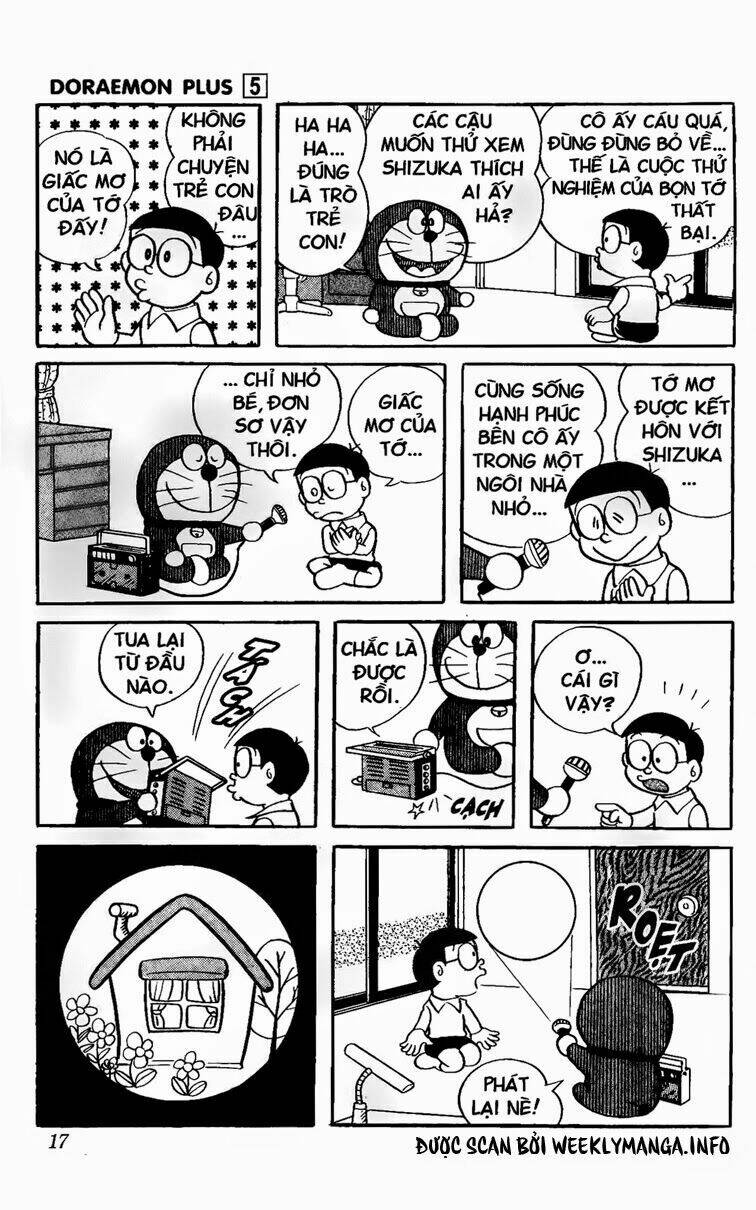 DORAEMON PLUS 5
CÔ ẤY CÁU QUÁ,
ĐÙNG ĐÙNG BỎ VỀ...
THẾ LÀ CUỘC THỬ
NGHIỆM CỦA BỌN TỚ
THẤT
BẠI.
CÁC CẬU
MUỐN THỬ XEM
SHIZUKA THÍCH
AI ẤY
HẢ?
HA HA
HA...
ĐÚNG
LÀ TRÒ
TRẺ
CON!
KHÔNG
PHẢI
CHUYỆN
TRẺ CON
ĐÂU
...
NÓ LÀ
GIẤC MƠ
CỦA TỚ
ĐẤY!
TỚ MƠ
ĐƯỢC KẾT
HÔN VỚI
SHIZUKA
...
CÙNG SỐNG
HẠNH PHÚC
BÊN CÔ ẤY
TRONG MỘT
NGÔI NHÀ
NHỎ...
GIẤC
MƠ CỦA
TỚ...
... CHỈ NHỎ
BÉ, ĐƠN
SƠ VẬY
THÔI.
Ơ...
CÁI GÌ
VẬY?
CHẮC LÀ
ĐƯỢC
RỒI.
CẠCH
TUA LẠI
TỪ ĐẦU
NÀO.
TẠCH
ROẸT
PHÁT
LẠI NÈ!
17
ĐƯỢC SCAN BỞI WEEKLYMANGA.INFO